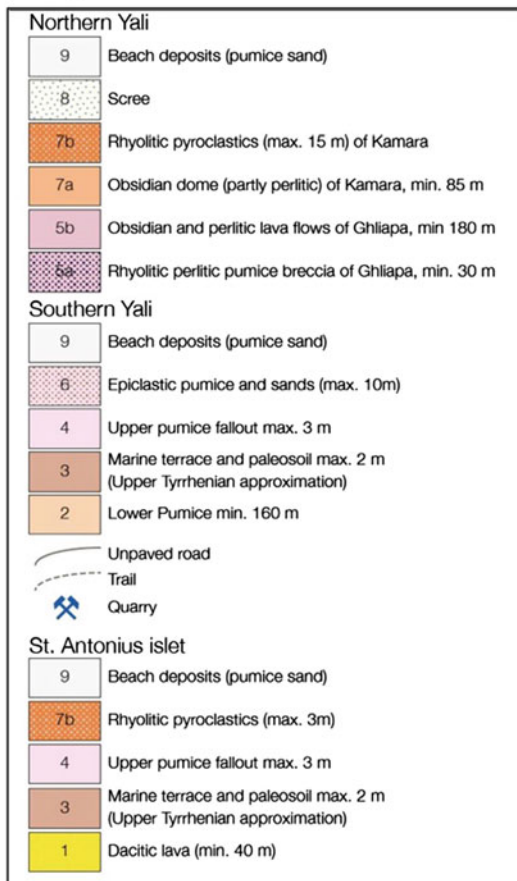 Northern Yali
9 Beach deposits (pumice sand)
8 Scree
7b Rhyolitic pyroclastics (max. 15 m) of Kamara
7a Obsidian dome (partly perlitic) of Kamara, min. 85 m
5b Obsidian and perlitic lava flows of Ghliapa, min 180 m
5a Rhyolitic perlitic pumice breccia of Ghliapa, min. 30 m
Southern Yali
9 Beach deposits (pumice sand)
6 Epiclastic pumice and sands (max. 10m)
4 Upper pumice fallout max. 3 m
3 Marine terrace and paleosoil max. 2 m
(Upper Tyrrhenian approximation)
2 Lower Pumice min. 160 m
Unpaved road
Trail
Quarry
St. Antonius islet
9 Beach deposits (pumice sand)
7b Rhyolitic pyroclastics (max. 3m)
4 Upper pumice fallout max. 3 m
3 Marine terrace and paleosoil max. 2 m
(Upper Tyrrhenian approximation)
1 Dacitic lava (min. 40 m)